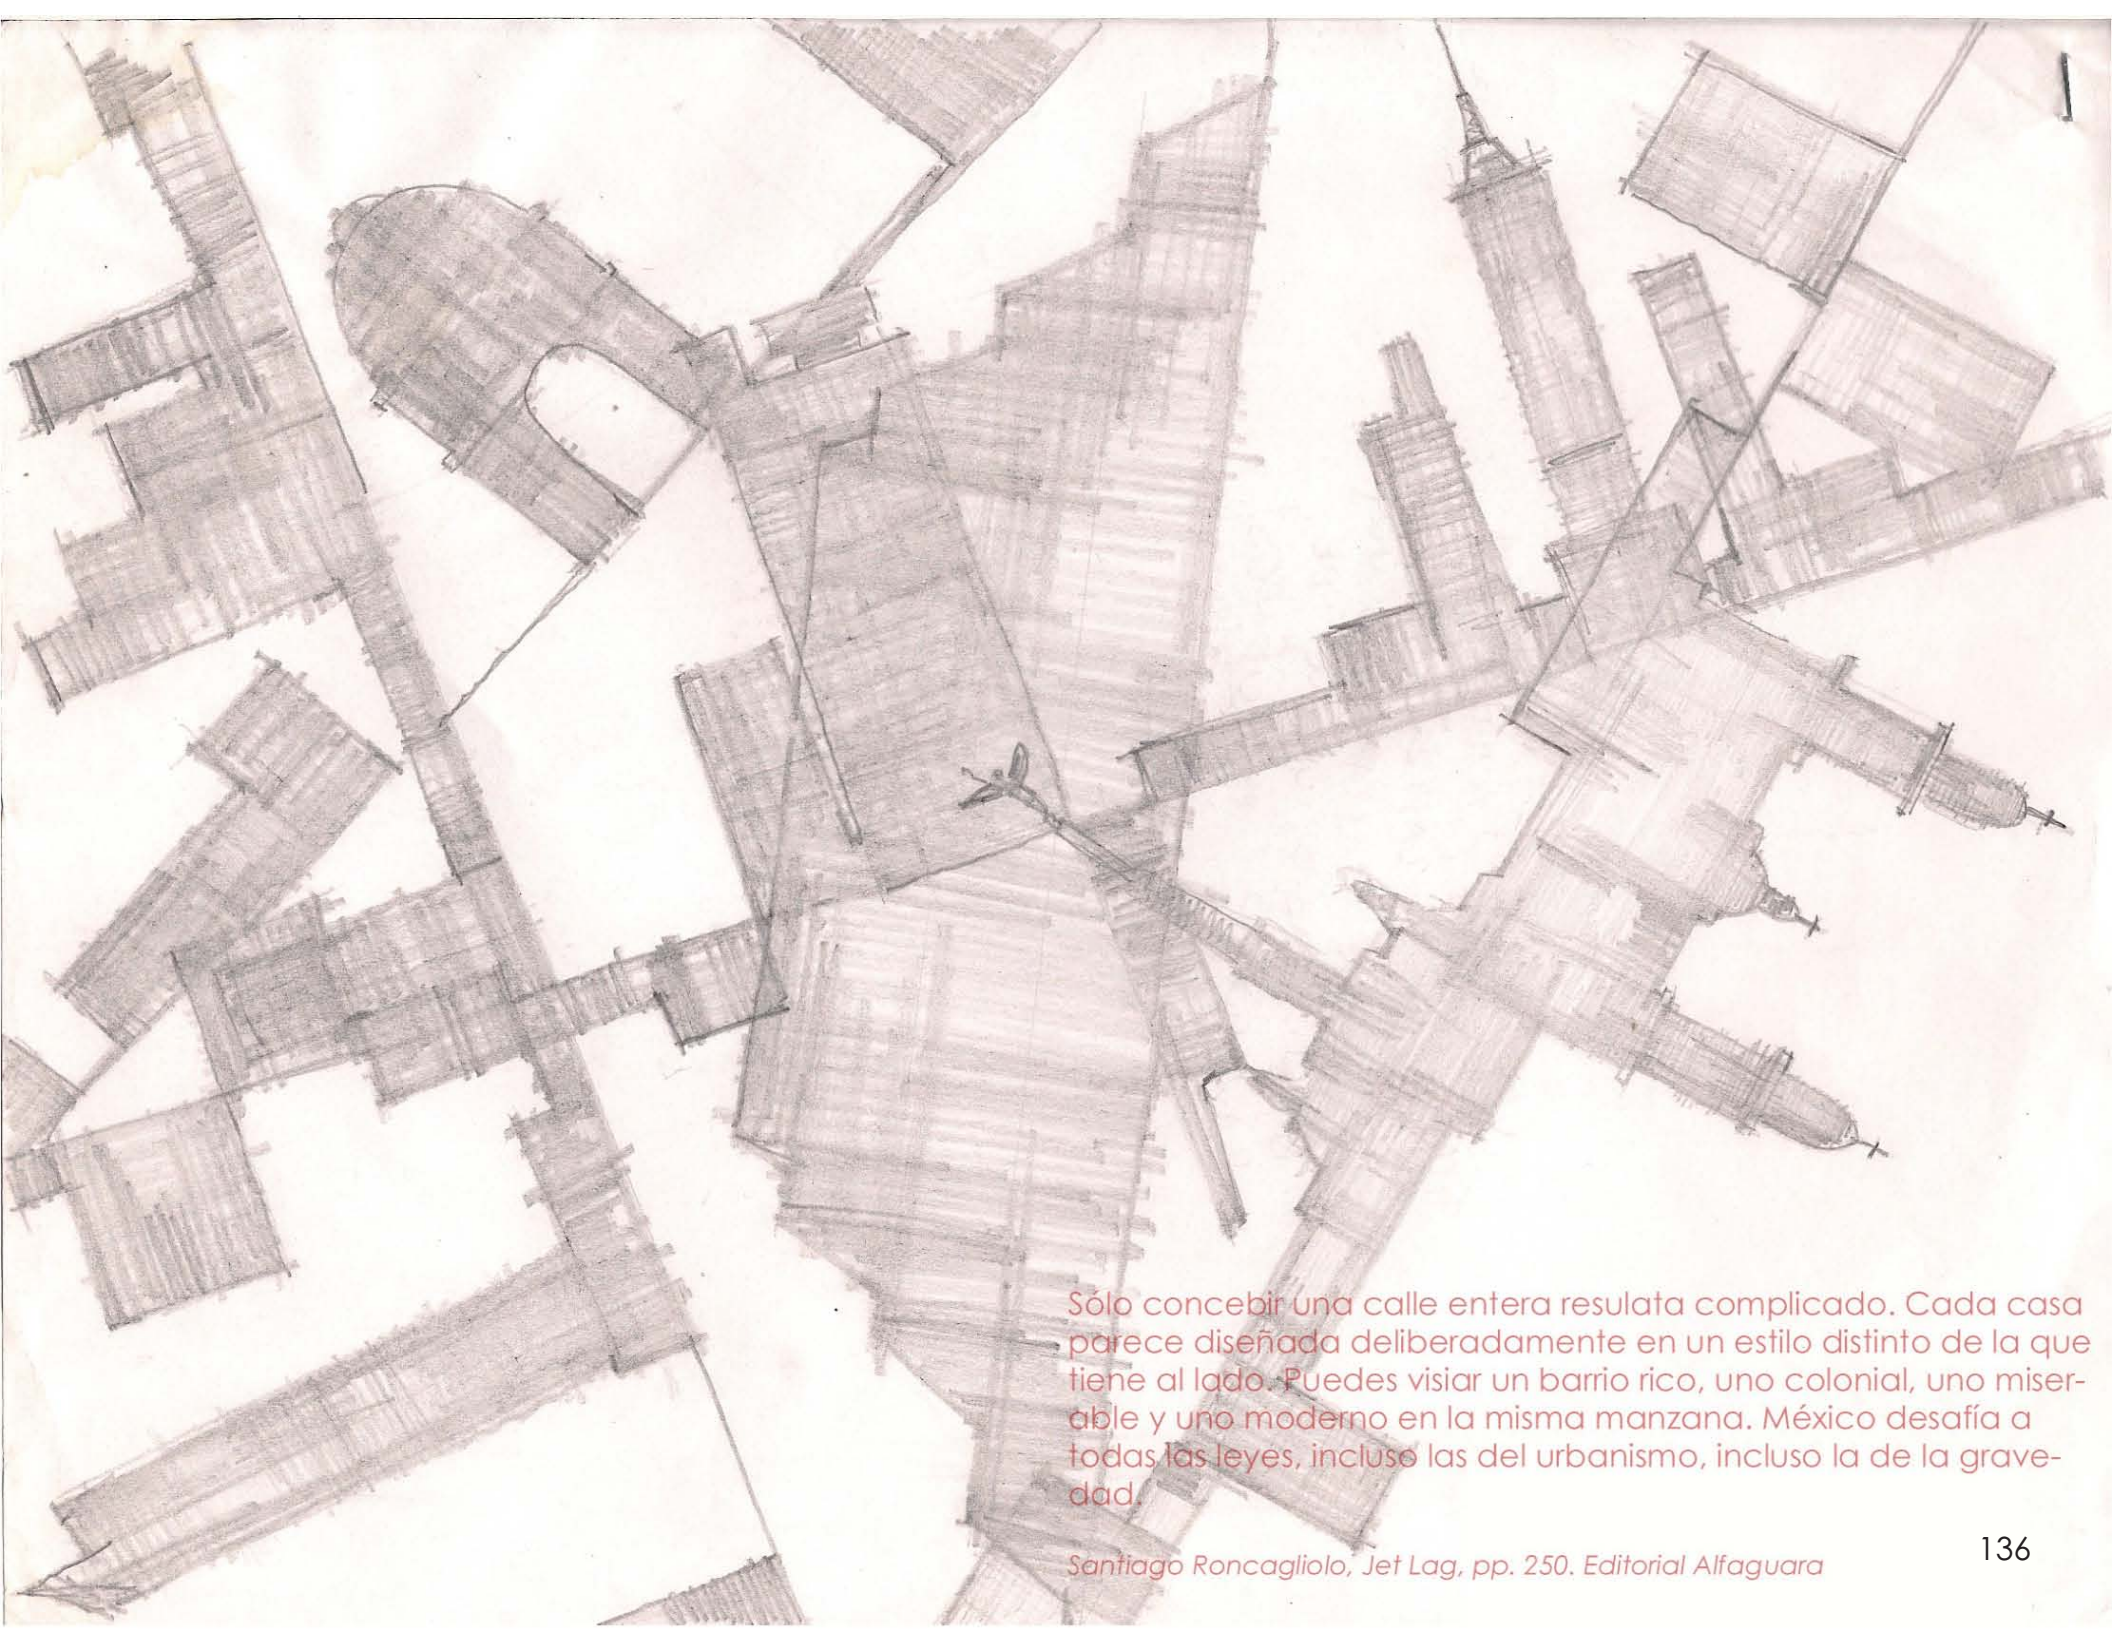 Sólo concebir una calle entera resulata complicado. Cada casa
parece diseñada deliberadamente en un estilo distinto de la que
tiene al lado. Puedes visiar un barrio rico, uno colonial, uno miser-
able y uno moderno en la misma manzana. México desafía a
todas las leyes, incluso las del urbanismo, incluso la de la grave-
dad.
Santiago Roncagliolo, Jet Lag, pp. 250. Editorial Alfaguara
136